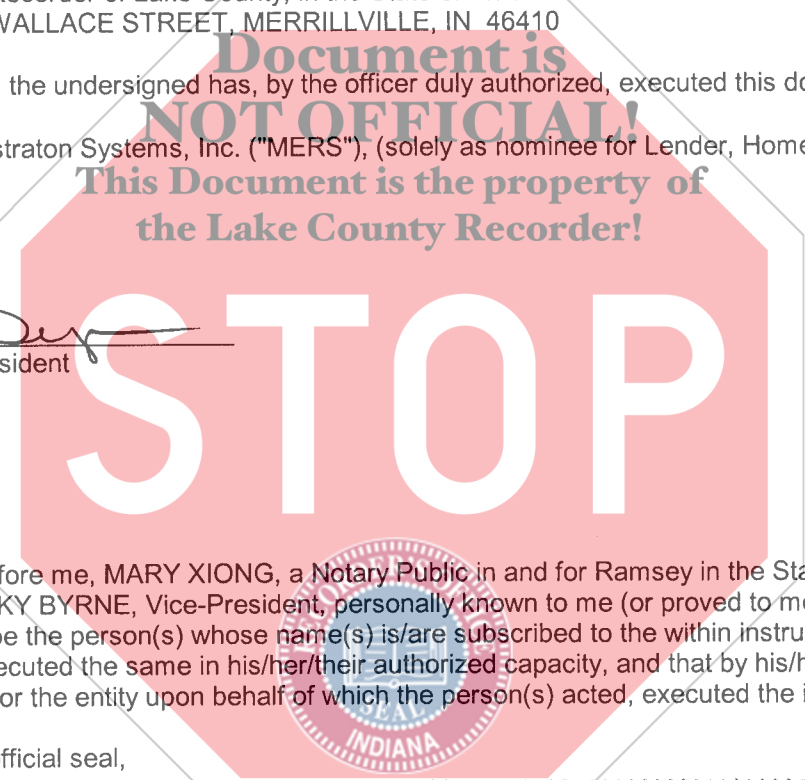 WALLACE STREET, MERRILLVILLE, IN 46410
Document is
the undersigned has, by the officer duly authorized, executed this do
NOT OFFICIAL!
straton Systems, Inc. ("MERS"), (solely as nominee for Lender, Home
This Document is the property of
the Lake County Recorder!
sident
STOP
fore me, MARY XIONG, a Notary Public in and for Ramsey in the Sta
KY BYRNE, Vice-President, personally known to me (or proved to me
be the person(s) whose name(s) is/are subscribed to the within instru
ecuted the same in his/her/their authorized capacity, and that by his/h
or the entity upon behalf of which the person(s) acted, executed the i
SEAL
INDIANA
fficial seal,